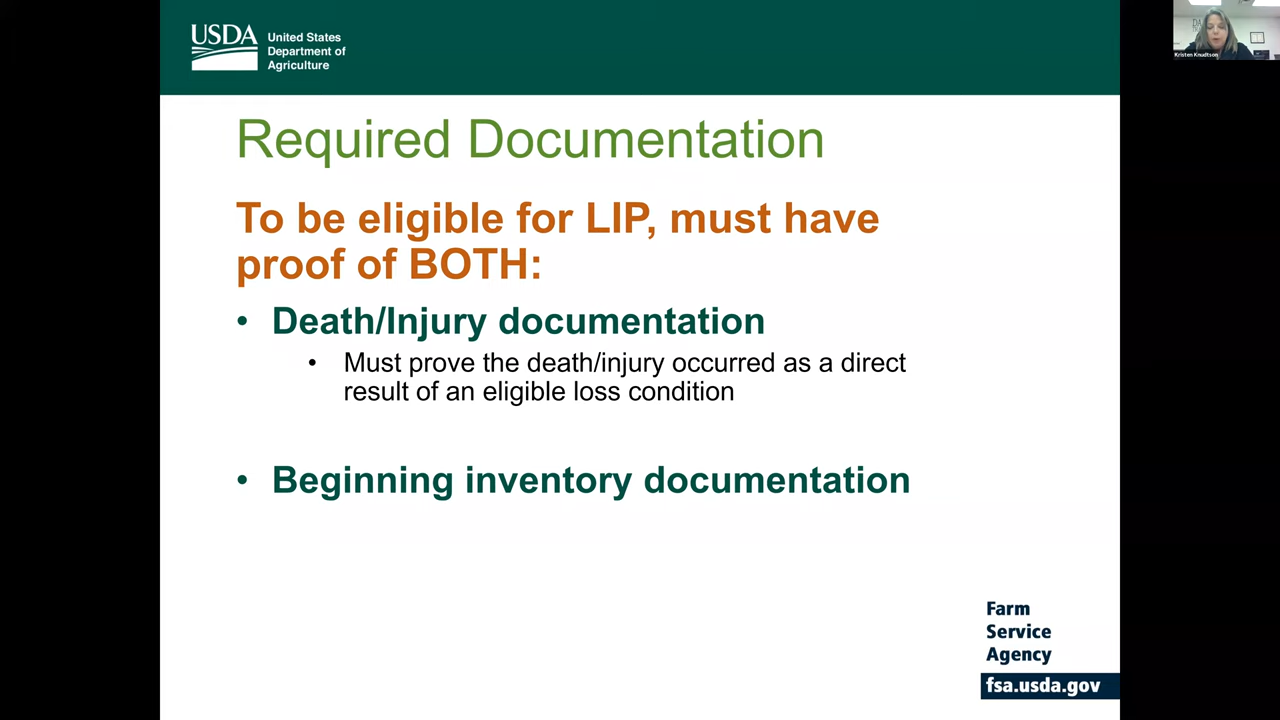 USDA
United States
Department of
Agriculture
Kristen Knudtson
Required Documentation
To be eligible for LIP, must have
proof of BOTH:
• Death/Injury documentation
• Must prove the death/injury occurred as a direct
result of an eligible loss condition
• Beginning inventory documentation
Farm
Service
Agency
fsa.usda.gov